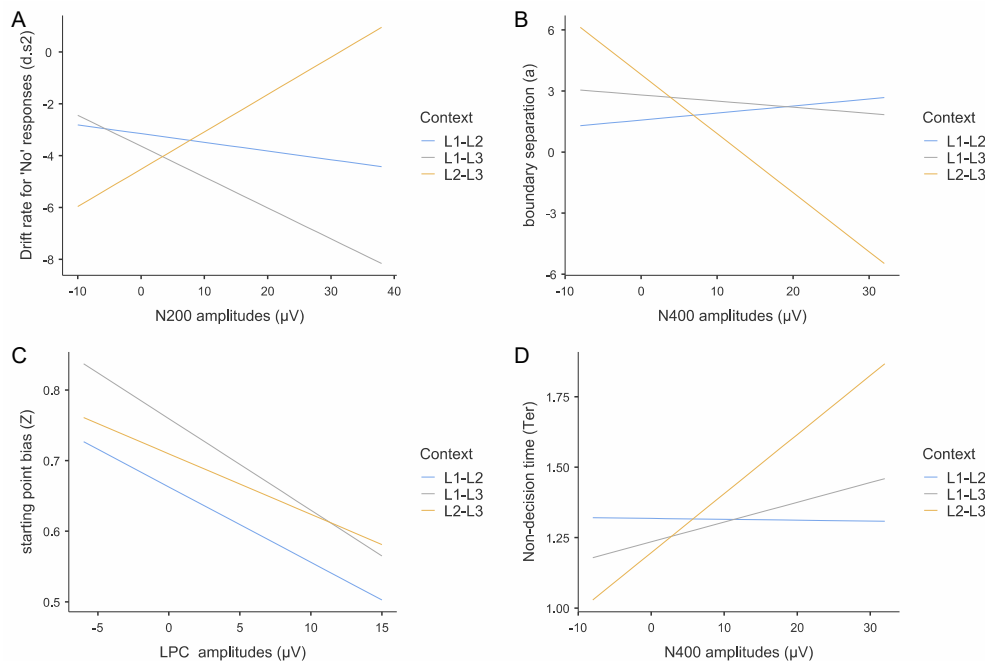 A
Drift rate for 'No' responses (d.s2)
0
-2
-4
-6
-8
-10
0
10
20
30
40
N200 amplitudes (µV)
Context
L1-L2
L1-L3
L2-L3
B
boundary separation (a)
6
3
0
-3
-6
-10
0
10
20
30
N400 amplitudes (µV)
Context
L1-L2
L1-L3
L2-L3
C
starting point bias (Z)
0.8
0.7
0.6
0.5
-5
0
5
10
15
LPC amplitudes (µV)
Context
L1-L2
L1-L3
L2-L3
D
Non-decision time (Ter)
1.75
1.50
1.25
1.00
-10
0
10
20
30
N400 amplitudes (µV)
Context
L1-L2
L1-L3
L2-L3